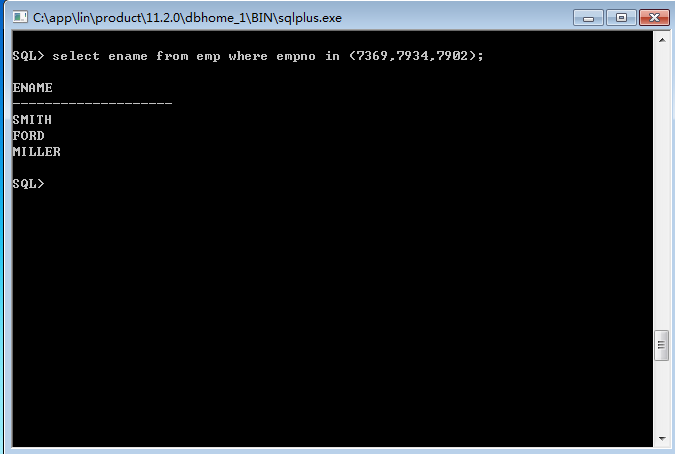 C:\app\lin\product\11.2.0\dbhome_1\BIN\sqlplus.exe
SQL> select ename from emp where empno in (7369,7934,7902);
ENAME
--------------------
SMITH
FORD
MILLER
SQL>